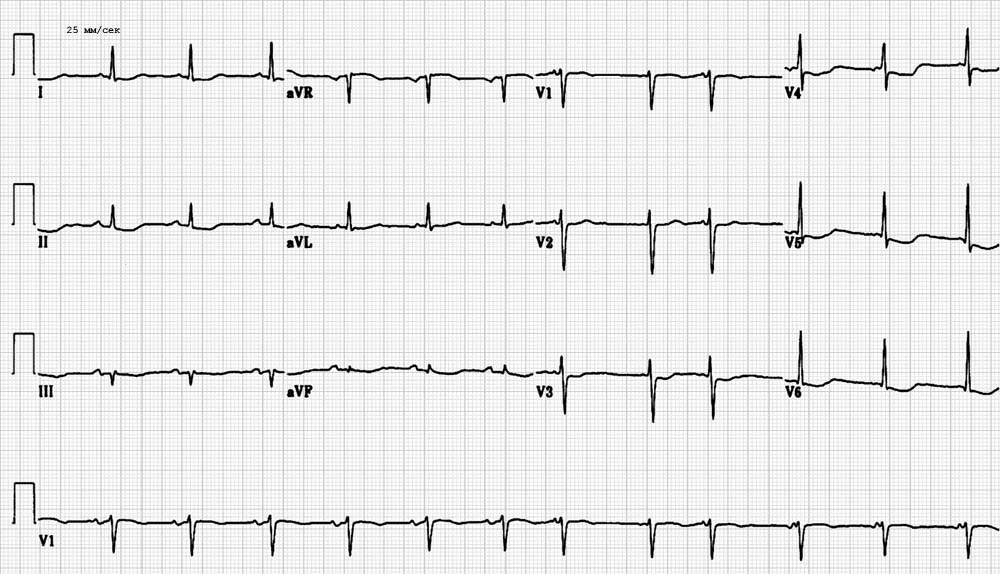 25 мм/сек
I aVR V1 V4
II aVL V2 V5
III aVF V3 V6
V1